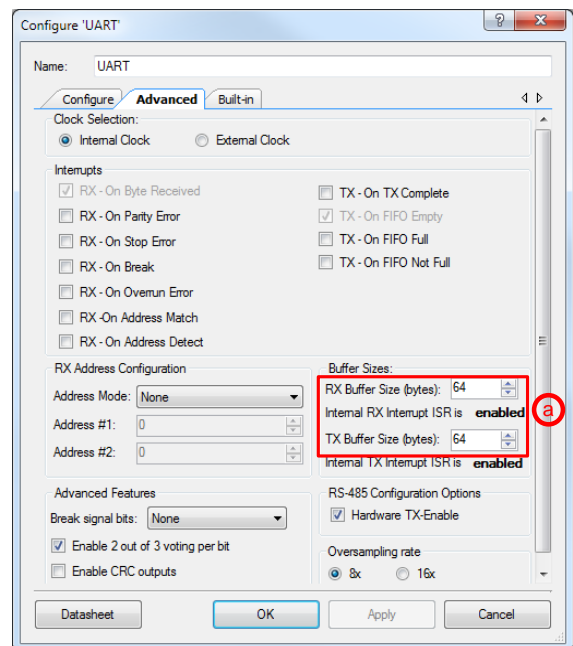 Configure 'UART'
Name: UART
Configure Advanced Built-in
Clock Selection:
Internal Clock External Clock
Interrupts
RX - On Byte Received
RX - On Parity Error
RX - On Stop Error
RX - On Break
RX - On Overrun Error
RX -On Address Match
RX - On Address Detect
TX - On TX Complete
TX - On FIFO Empty
TX - On FIFO Full
TX - On FIFO Not Full
RX Address Configuration
Address Mode: None
Address #1: 0
Address #2: 0
Buffer Sizes:
RX Buffer Size (bytes): 64
Internal RX Interrupt ISR is enabled
a
TX Buffer Size (bytes): 64
Internal TX Interrupt ISR is enabled
Advanced Features
Break signal bits: None
Enable 2 out of 3 voting per bit
Enable CRC outputs
RS-485 Configuration Options
Hardware TX-Enable
Oversampling rate
8x 16x
Datasheet OK Apply Cancel